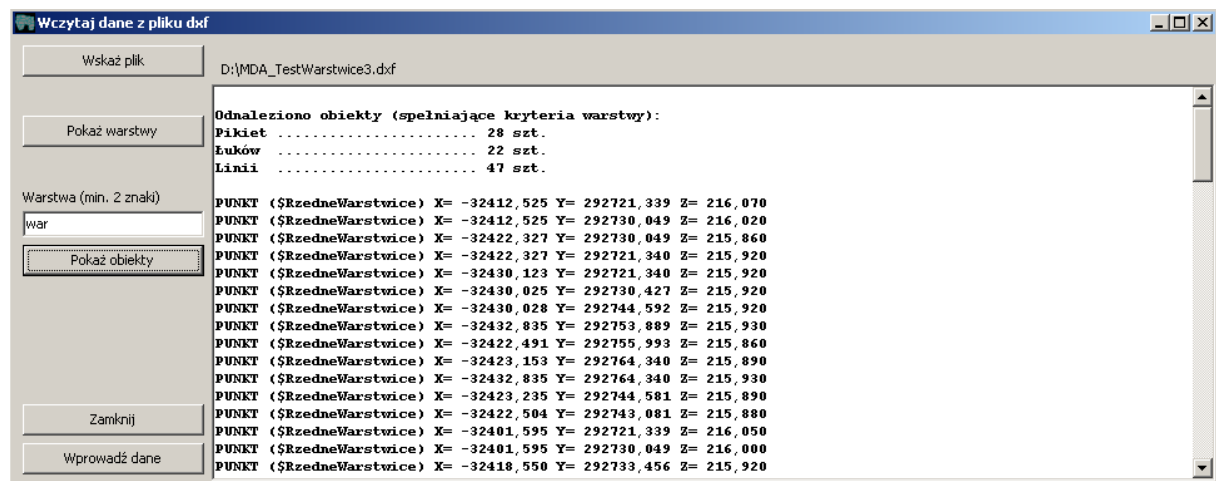 Wczytaj dane z pliku dxf
Wskaż plik
D:\MDA_TestWarstwice3.dxf
Pokaż warstwy
Warstwa (min. 2 znaki)
war
Pokaż obiekty
Zamknij
Wprowadź dane
Odnaleziono obiekty (spełniające kryteria warstwy):
Pikiet ....................... 28 szt.
Łuków ....................... 22 szt.
Linii ....................... 47 szt.
PUNKT ($RzedneWarstwice) X= -32412,525 Y= 292721,339 Z= 216,070
PUNKT ($RzedneWarstwice) X= -32412,525 Y= 292730,049 Z= 216,020
PUNKT ($RzedneWarstwice) X= -32422,327 Y= 292730,049 Z= 215,860
PUNKT ($RzedneWarstwice) X= -32422,327 Y= 292721,340 Z= 215,920
PUNKT ($RzedneWarstwice) X= -32430,123 Y= 292721,340 Z= 215,920
PUNKT ($RzedneWarstwice) X= -32430,025 Y= 292730,427 Z= 215,920
PUNKT ($RzedneWarstwice) X= -32430,028 Y= 292744,592 Z= 215,920
PUNKT ($RzedneWarstwice) X= -32432,835 Y= 292753,889 Z= 215,930
PUNKT ($RzedneWarstwice) X= -32422,491 Y= 292755,993 Z= 215,860
PUNKT ($RzedneWarstwice) X= -32423,153 Y= 292764,340 Z= 215,890
PUNKT ($RzedneWarstwice) X= -32432,835 Y= 292764,340 Z= 215,930
PUNKT ($RzedneWarstwice) X= -32423,235 Y= 292744,581 Z= 215,890
PUNKT ($RzedneWarstwice) X= -32422,504 Y= 292743,081 Z= 215,880
PUNKT ($RzedneWarstwice) X= -32401,595 Y= 292721,339 Z= 216,050
PUNKT ($RzedneWarstwice) X= -32401,595 Y= 292730,049 Z= 216,000
PUNKT ($RzedneWarstwice) X= -32418,550 Y= 292733,456 Z= 215,920